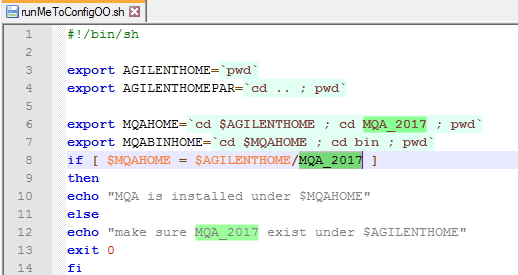 runMeToConfigOO.sh
1 #!/bin/sh
2
3 export AGILENTHOME=`pwd`
4 export AGILENTHOMEPAR=`cd .. ; pwd`
5
6 export MQAHOME=`cd $AGILENTHOME ; cd MQA_2017 ; pwd`
7 export MQABINHOME=`cd $MQAHOME ; cd bin ; pwd`
8 if [ $MQAHOME = $AGILENTHOME/MQA_2017 ]
9 then
10 echo "MQA is installed under $MQAHOME"
11 else
12 echo "make sure MQA_2017 exist under $AGILENTHOME"
13 exit 0
14 fi